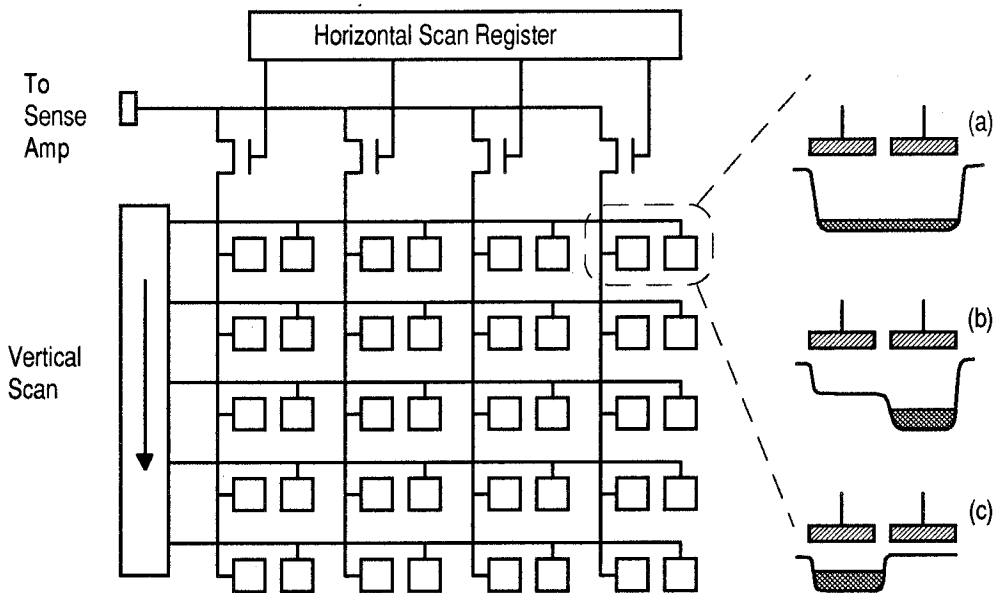 Horizontal Scan Register
To
Sense
Amp
(a)
(b)
Vertical
Scan
(c)